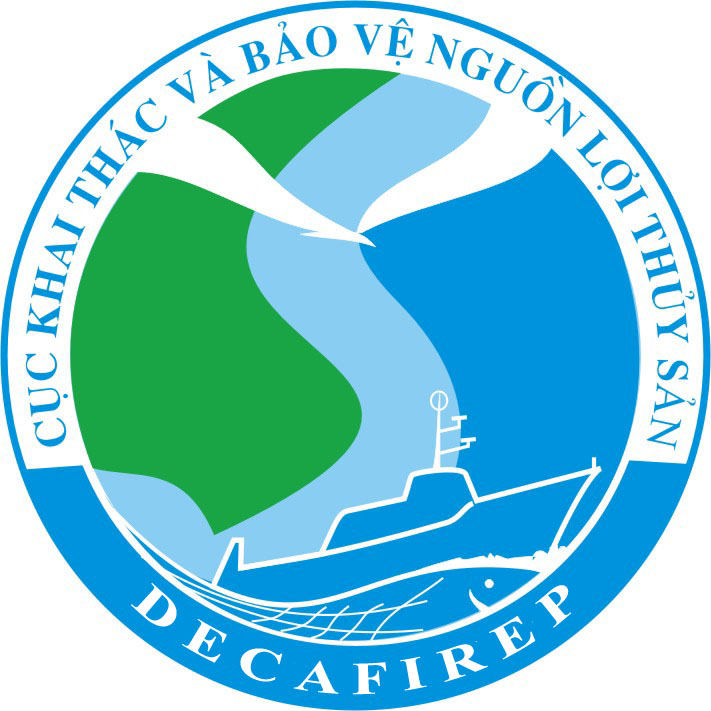 CỤC KHAI THÁC VÀ BẢO VỆ NGUỒN LỢI THỦY SẢN
DECAFIREP